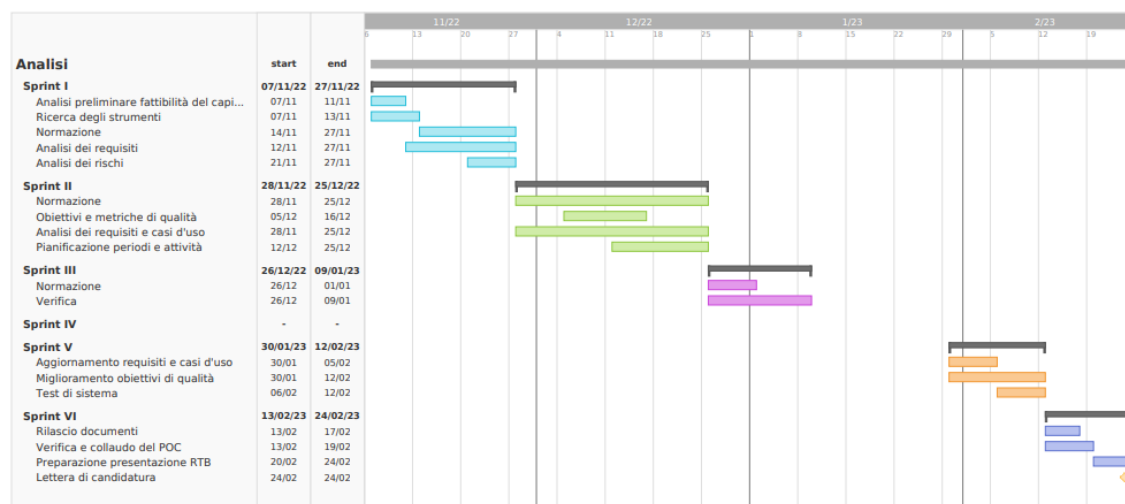 11/22 12/22 1/23 2/23
6 13 20 27 4 11 18 25 1 8 15 22 29 5 12 19
Analisi start end
Sprint I 07/11/22 27/11/22
Analisi preliminare fattibilità del capi... 07/11 11/11
Ricerca degli strumenti 07/11 13/11
Normazione 14/11 27/11
Analisi dei requisiti 12/11 27/11
Analisi dei rischi 21/11 27/11
Sprint II 28/11/22 25/12/22
Normazione 28/11 25/12
Obiettivi e metriche di qualità 05/12 16/12
Analisi dei requisiti e casi d'uso 28/11 25/12
Pianificazione periodi e attività 12/12 25/12
Sprint III 26/12/22 09/01/23
Normazione 26/12 01/01
Verifica 26/12 09/01
Sprint IV - -
Sprint V 30/01/23 12/02/23
Aggiornamento requisiti e casi d'uso 30/01 05/02
Miglioramento obiettivi di qualità 30/01 12/02
Test di sistema 06/02 12/02
Sprint VI 13/02/23 24/02/23
Rilascio documenti 13/02 17/02
Verifica e collaudo del POC 13/02 19/02
Preparazione presentazione RTB 20/02 24/02
Lettera di candidatura 24/02 24/02